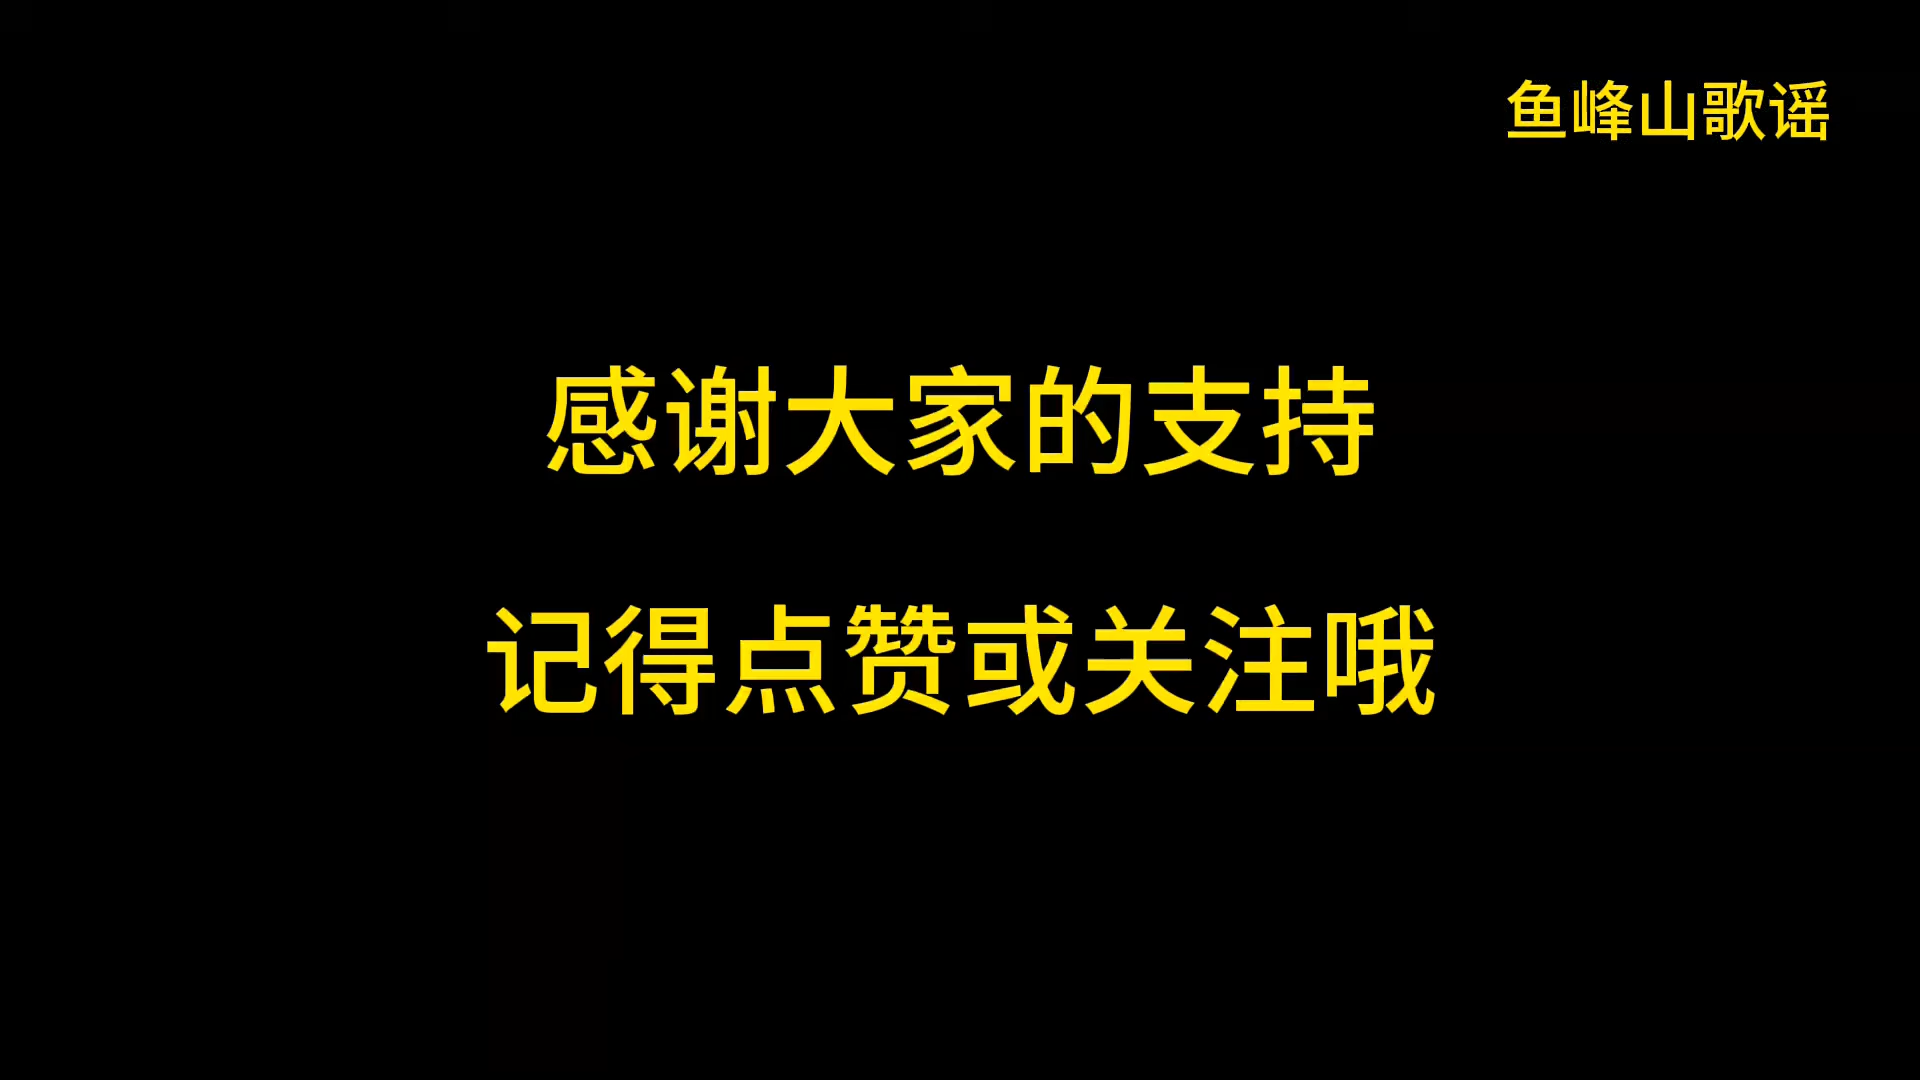 鱼峰山歌谣
感谢大家的支持
记得点赞或关注哦